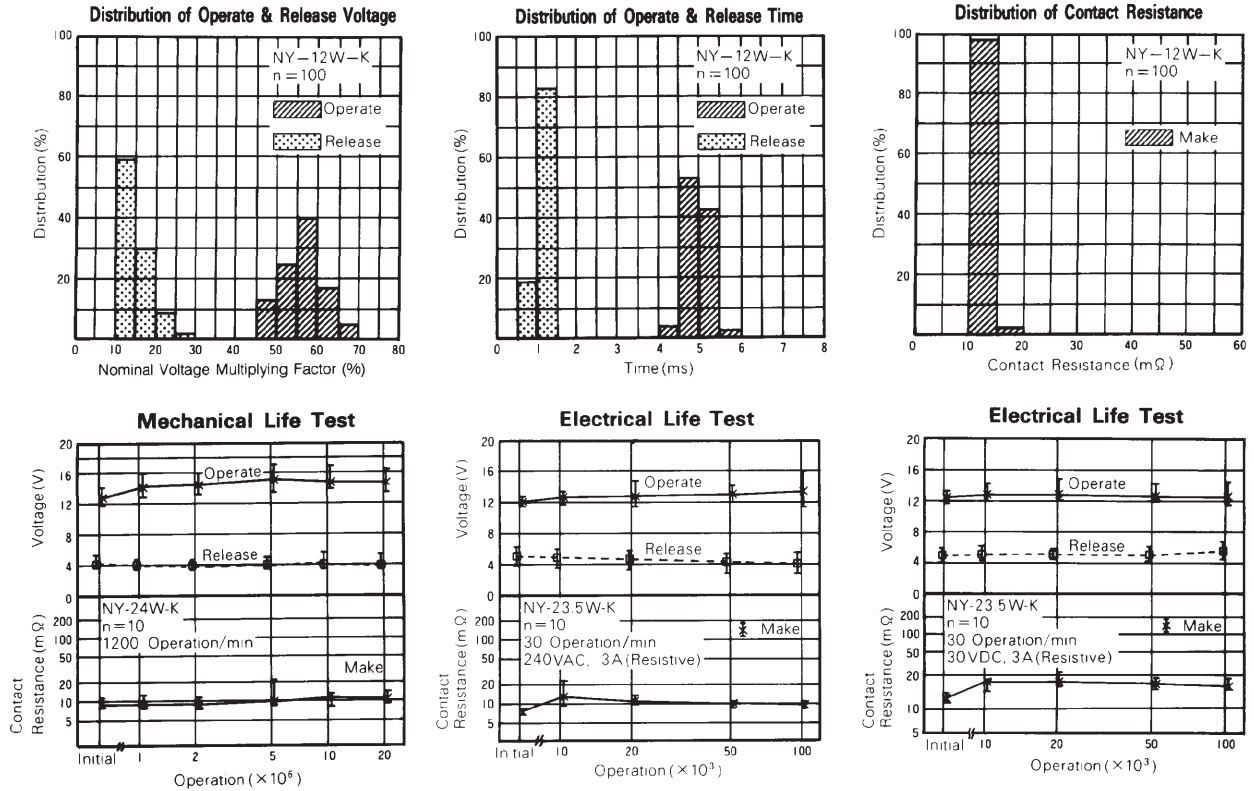 Distribution of Operate & Release Voltage
100
80
60
40
20
Distribution (%)
NY-12W-K
n=100
Operate
Release
0 10 20 30 40 50 60 70 80
Nominal Voltage Multiplying Factor (%)
Distribution of Operate & Release Time
100
80
60
40
20
Distribution (%)
NY-12W-K
n=100
Operate
Release
0 1 2 3 4 5 6 7 8
Time (ms)
Distribution of Contact Resistance
100
80
60
40
20
Distribution (%)
NY-12W-K
n=100
Make
0 10 20 30 40 50 60
Contact Resistance (mΩ)
Mechanical Life Test
20
16
12
8
4
0
Voltage (V)
Operate
Release
NY-24W-K
n=10
1200 Operation/min
Make
200
100
50
20
10
5
Contact
Resistance (mΩ)
Initial 1 2 5 10 20
Operation (×10⁶)
Electrical Life Test
20
16
12
8
4
0
Voltage (V)
Operate
Release
NY-23.5W-K
n=10
30 Operation/min
240VAC, 3A (Resistive)
Make
200
100
50
20
10
5
Contact
Resistance (mΩ)
Initial 10 20 50 100
Operation (×10³)
Electrical Life Test
20
16
12
8
4
0
Voltage (V)
Operate
Release
NY-23.5W-K
n=10
30 Operation/min
30VDC, 3A (Resistive)
Make
200
100
50
20
10
5
Contact
Resistance (mΩ)
Initial 10 20 50 100
Operation (×10³)